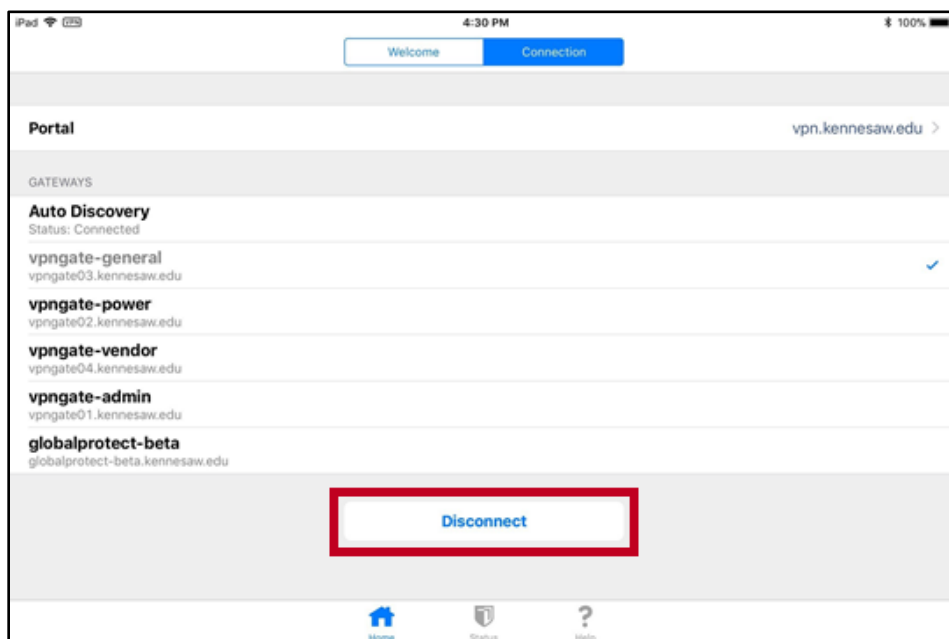 iPad VPN 4:30 PM 100%
Welcome Connection
Portal vpn.kennesaw.edu
GATEWAYS
Auto Discovery
Status: Connected
vpngate-general
vpngate03.kennesaw.edu
vpngate-power
vpngate02.kennesaw.edu
vpngate-vendor
vpngate04.kennesaw.edu
vpngate-admin
vpngate01.kennesaw.edu
globalprotect-beta
globalprotect-beta.kennesaw.edu
Disconnect
Home Status Help